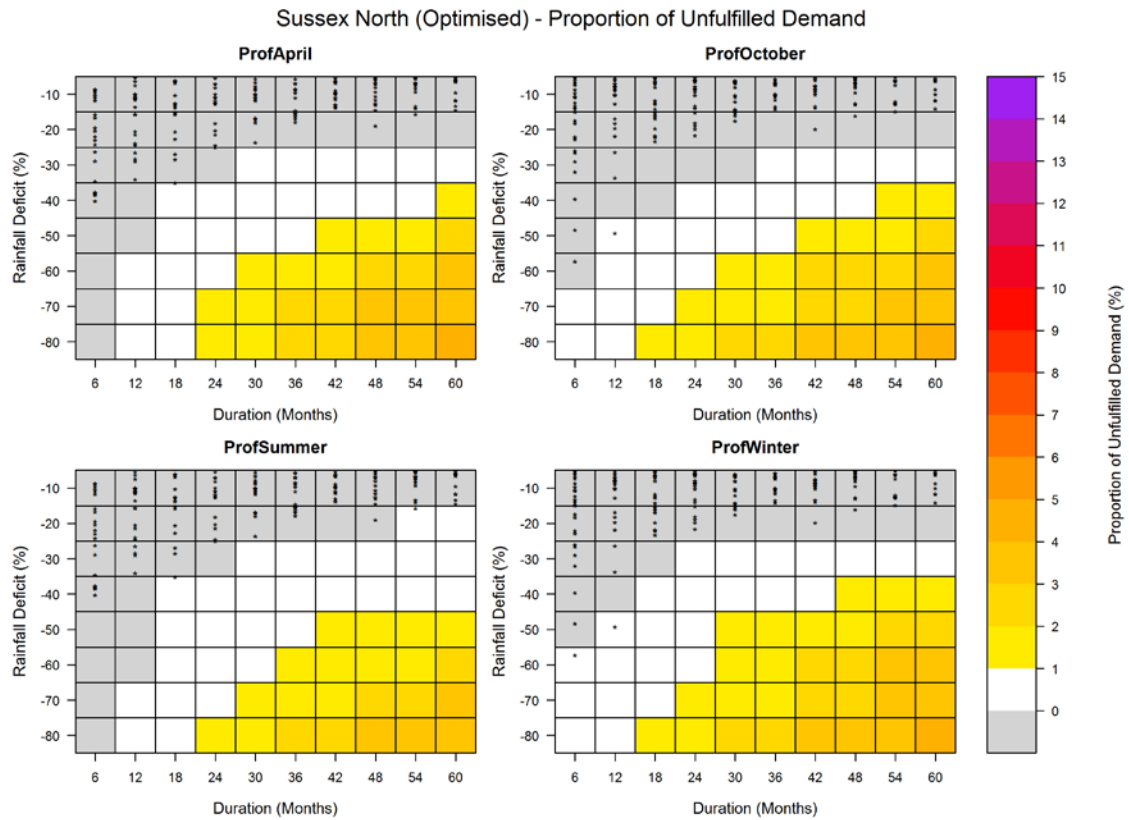 Sussex North (Optimised) - Proportion of Unfulfilled Demand
ProfApril
Rainfall Deficit (%)
-10
-20
-30
-40
-50
-60
-70
-80
6 12 18 24 30 36 42 48 54 60
Duration (Months)
ProfOctober
Rainfall Deficit (%)
-10
-20
-30
-40
-50
-60
-70
-80
6 12 18 24 30 36 42 48 54 60
Duration (Months)
ProfSummer
Rainfall Deficit (%)
-10
-20
-30
-40
-50
-60
-70
-80
6 12 18 24 30 36 42 48 54 60
Duration (Months)
ProfWinter
Rainfall Deficit (%)
-10
-20
-30
-40
-50
-60
-70
-80
6 12 18 24 30 36 42 48 54 60
Duration (Months)
15
14
13
12
11
10
9
8
7
6
5
4
3
2
1
0
Proportion of Unfulfilled Demand (%)